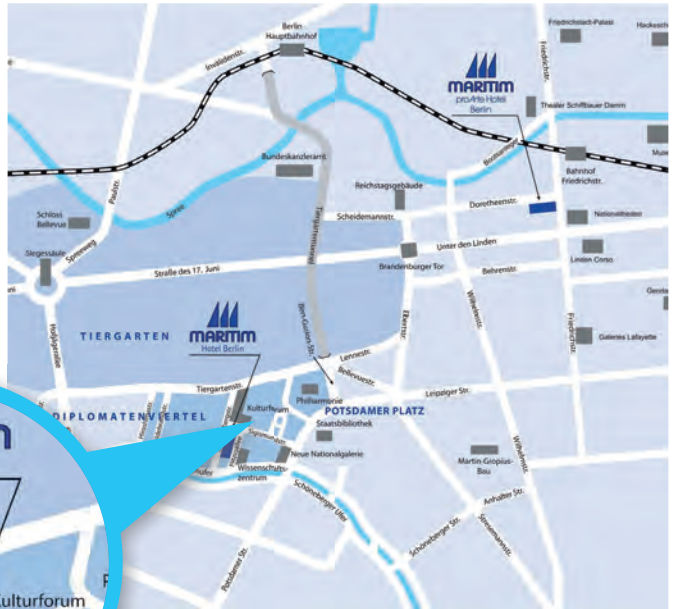 Berlin
Hauptbahnhof
Invalidenstr.
Friedrichstadt-Palast
Friedrichstr.
MARITIM
proArte Hotel
Berlin
Theater Schiffbauer Damm
Bundeskanzleramt
Bahnhof
Friedrichstr.
Paulstr.
Reichstagsgebäude
Dorotheenstr.
Schloss
Bellevue
Spree
Scheidemannstr.
Tiergartentunnel
Nationaltheater
Siegessäule
Spreeweg
Unter den Linden
Brandenburger Tor
Linden Corso
Straße des 17. Juni
Behrenstr.
Ebertstr.
Wilhelmstr.
Friedrichstr.
Galeries Lafayette
TIERGARTEN
MARITIM
Hotel Berlin
Ben-Gurion-Str.
Lennéstr.
Bellevuestr.
Tiergartenstr.
Leipziger Str.
Philharmonie
Kulturforum
DIPLOMATENVIERTEL
POTSDAMER PLATZ
Staatsbibliothek
Sigismundstr.
Neue Nationalgalerie
Wissenschafts-
zentrum
Martin-Gropius-
Bau
Wilhelmstr.
Schöneberger Ufer
Anhalter Str.
Schöneberger Str.
Stresemannstr.
Potsdamer Str.
Kulturforum